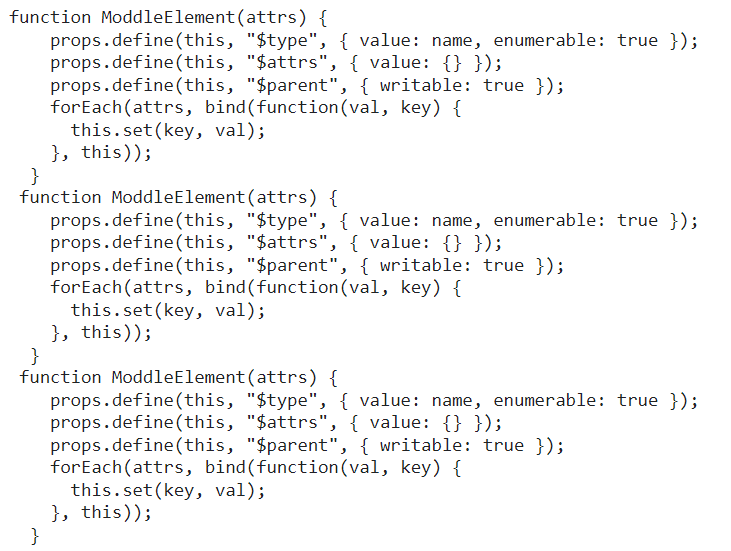 function ModdleElement(attrs) {
    props.define(this, "$type", { value: name, enumerable: true });
    props.define(this, "$attrs", { value: {} });
    props.define(this, "$parent", { writable: true });
    forEach(attrs, bind(function(val, key) {
      this.set(key, val);
    }, this));
  }
 function ModdleElement(attrs) {
    props.define(this, "$type", { value: name, enumerable: true });
    props.define(this, "$attrs", { value: {} });
    props.define(this, "$parent", { writable: true });
    forEach(attrs, bind(function(val, key) {
      this.set(key, val);
    }, this));
  }
 function ModdleElement(attrs) {
    props.define(this, "$type", { value: name, enumerable: true });
    props.define(this, "$attrs", { value: {} });
    props.define(this, "$parent", { writable: true });
    forEach(attrs, bind(function(val, key) {
      this.set(key, val);
    }, this));
  }